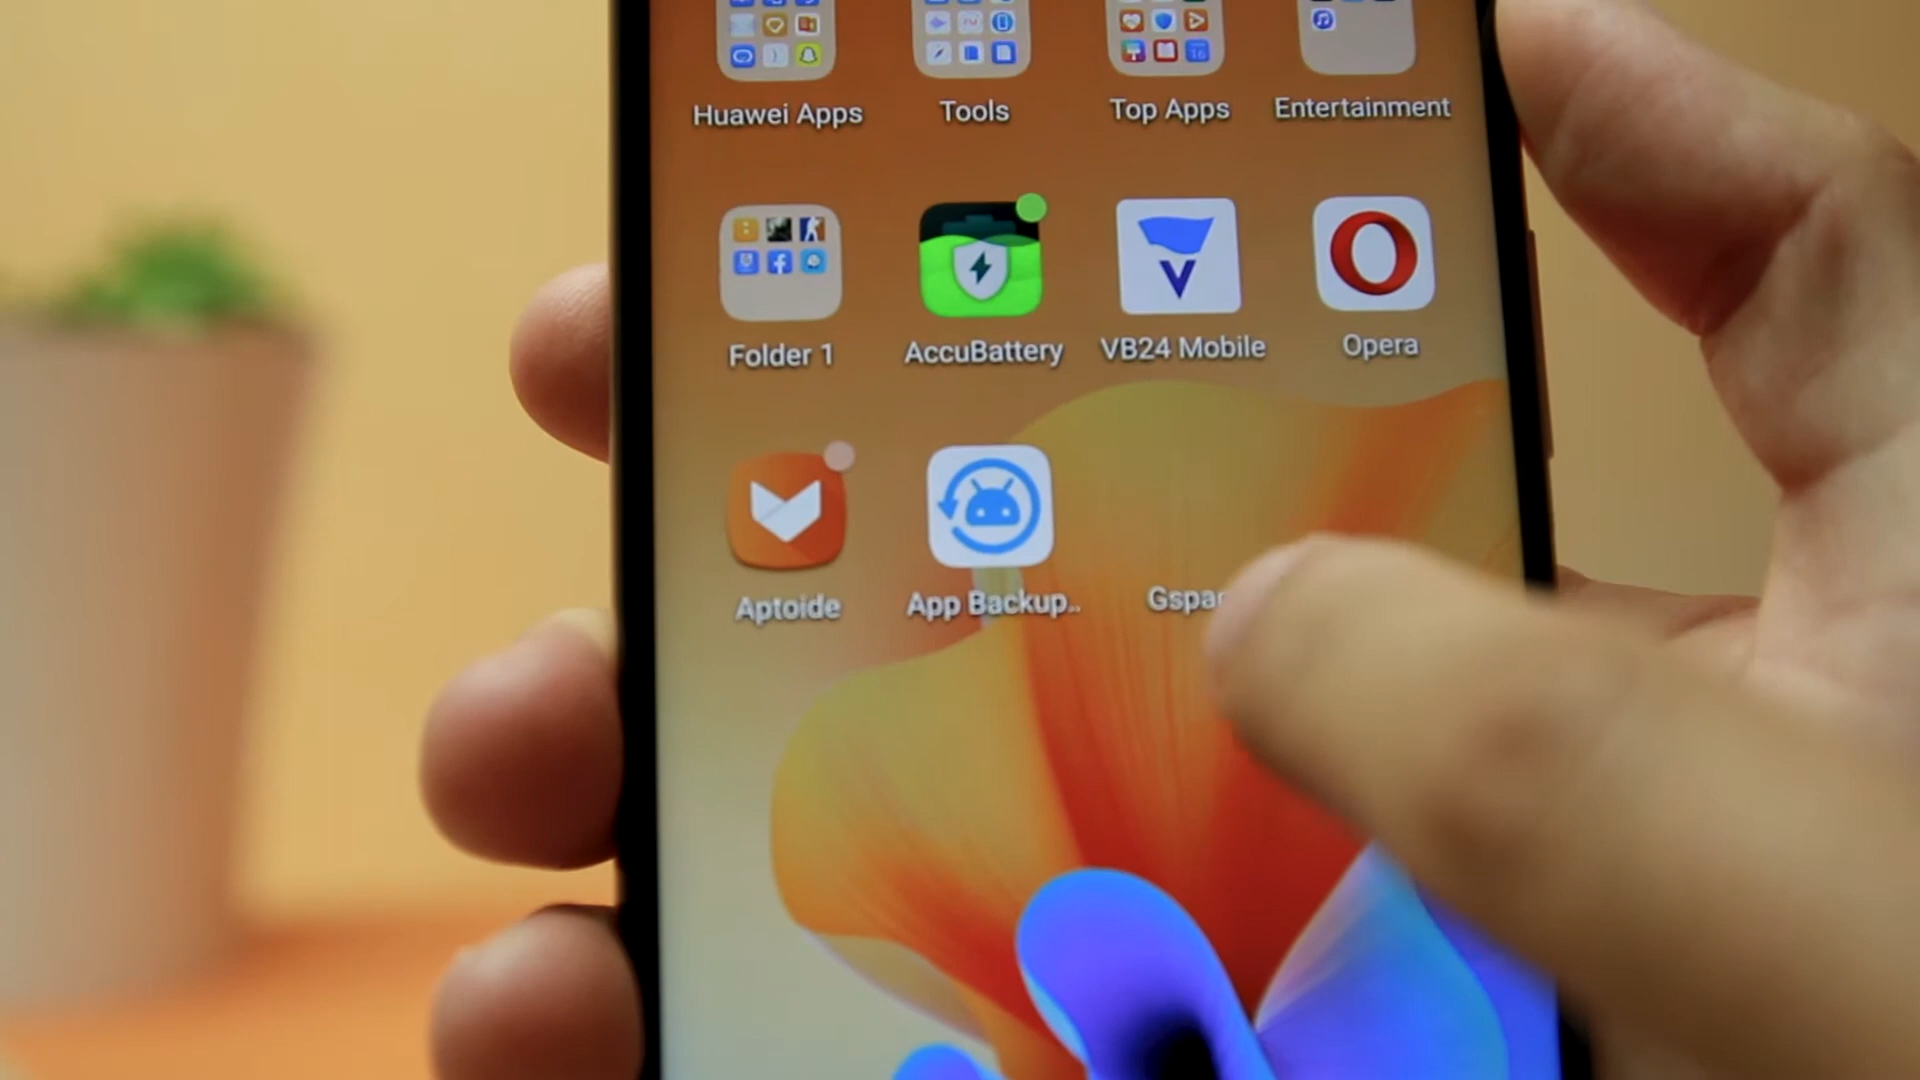 Huawei Apps
Tools
Top Apps
Entertainment
Folder 1
AccuBattery
VB24 Mobile
Opera
Aptoide
App Backup..